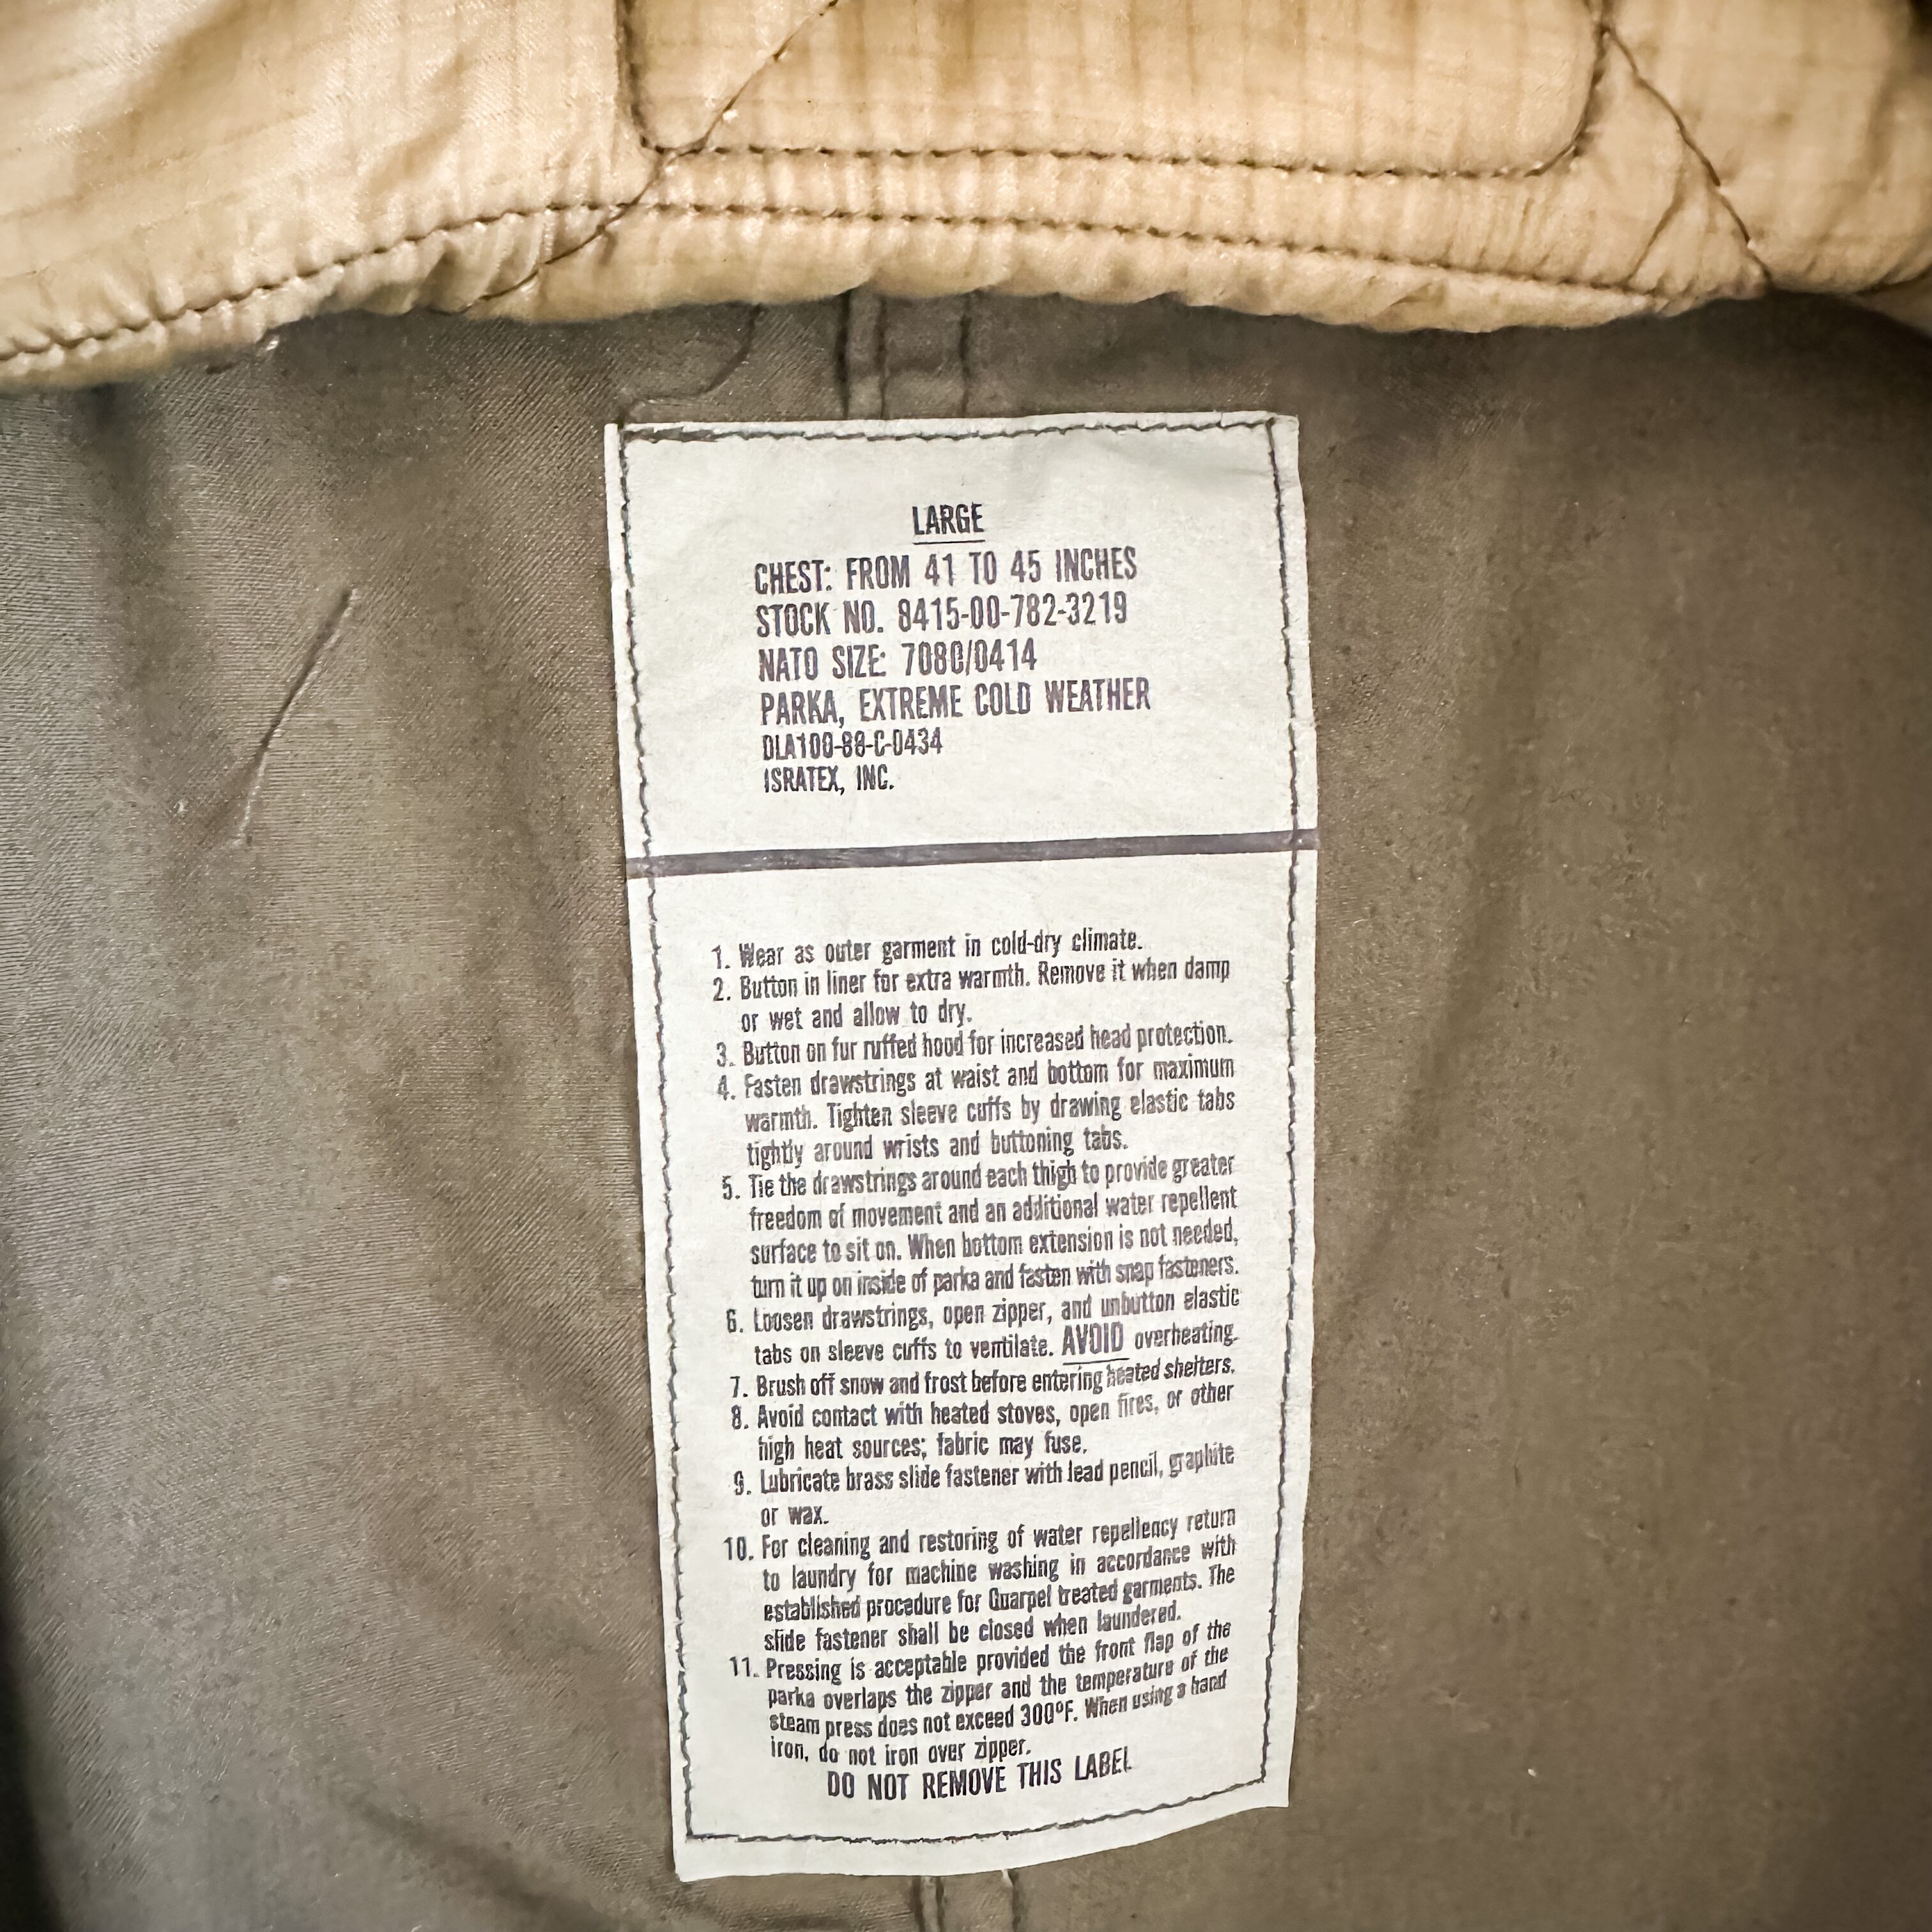 LARGE
CHEST: FROM 41 TO 45 INCHES
STOCK NO. 8415-00-782-3219
NATO SIZE: 7080/0414
PARKA, EXTREME COLD WEATHER
DLA100-88-C-0434
ISRATEX, INC.
1. Wear as outer garment in cold-dry climate.
2. Button in liner for extra warmth. Remove it when damp
or wet and allow to dry.
3. Button on fur ruffed hood for increased head protection.
4. Fasten drawstrings at waist and bottom for maximum
warmth. Tighten sleeve cuffs by drawing elastic tabs
tightly around wrists and buttoning tabs.
5. Tie the drawstrings around each thigh to provide greater
freedom of movement and an additional water repellent
surface to sit on. When bottom extension is not needed,
turn it up on inside of parka and fasten with snap fasteners.
6. Loosen drawstrings, open zipper, and unbutton elastic
tabs on sleeve cuffs to ventilate. AVOID overheating.
7. Brush off snow and frost before entering heated shelters.
8. Avoid contact with heated stoves, open fires, or other
high heat sources; fabric may fuse.
9. Lubricate brass slide fastener with lead pencil, graphite
or wax.
10. For cleaning and restoring of water repellency return
to laundry for machine washing in accordance with
established procedure for Quarpel treated garments. The
slide fastener shall be closed when laundered.
11. Pressing is acceptable provided the front flap of the
parka overlaps the zipper and the temperature of the
steam press does not exceed 300°F. When using a hand
iron, do not iron over zipper.
DO NOT REMOVE THIS LABEL